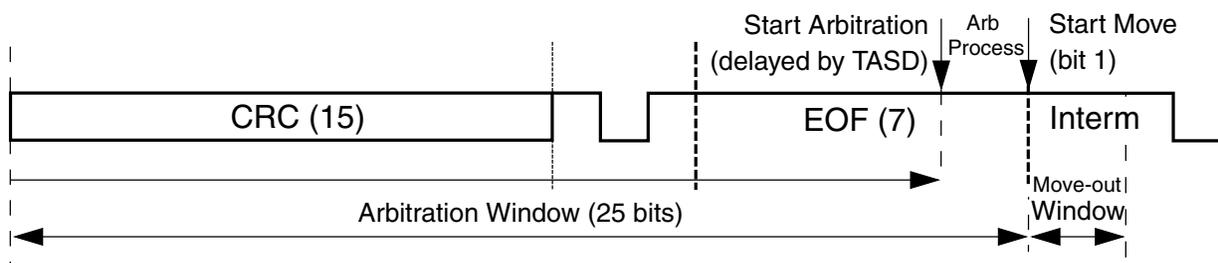 Start Arbitration
(delayed by TASD)
Arb
Process
Start Move
(bit 1)
CRC (15)
EOF (7)
Interm
Arbitration Window (25 bits)
Move-out
Window